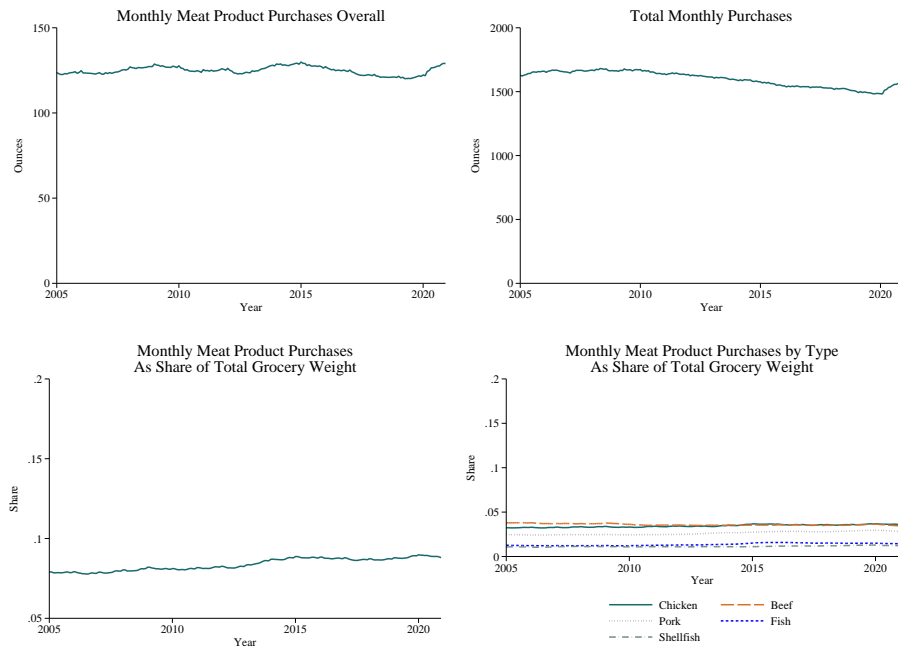 Monthly Meat Product Purchases Overall
150
100
50
0
Ounces
2005
2010
2015
2020
Year
Total Monthly Purchases
2000
1500
1000
500
0
Ounces
2005
2010
2015
2020
Year
Monthly Meat Product Purchases
As Share of Total Grocery Weight
.2
.15
.1
.05
Share
2005
2010
2015
2020
Year
Monthly Meat Product Purchases by Type
As Share of Total Grocery Weight
.2
.15
.1
.05
0
Share
2005
2010
2015
2020
Year
Chicken
Beef
Pork
Fish
Shellfish